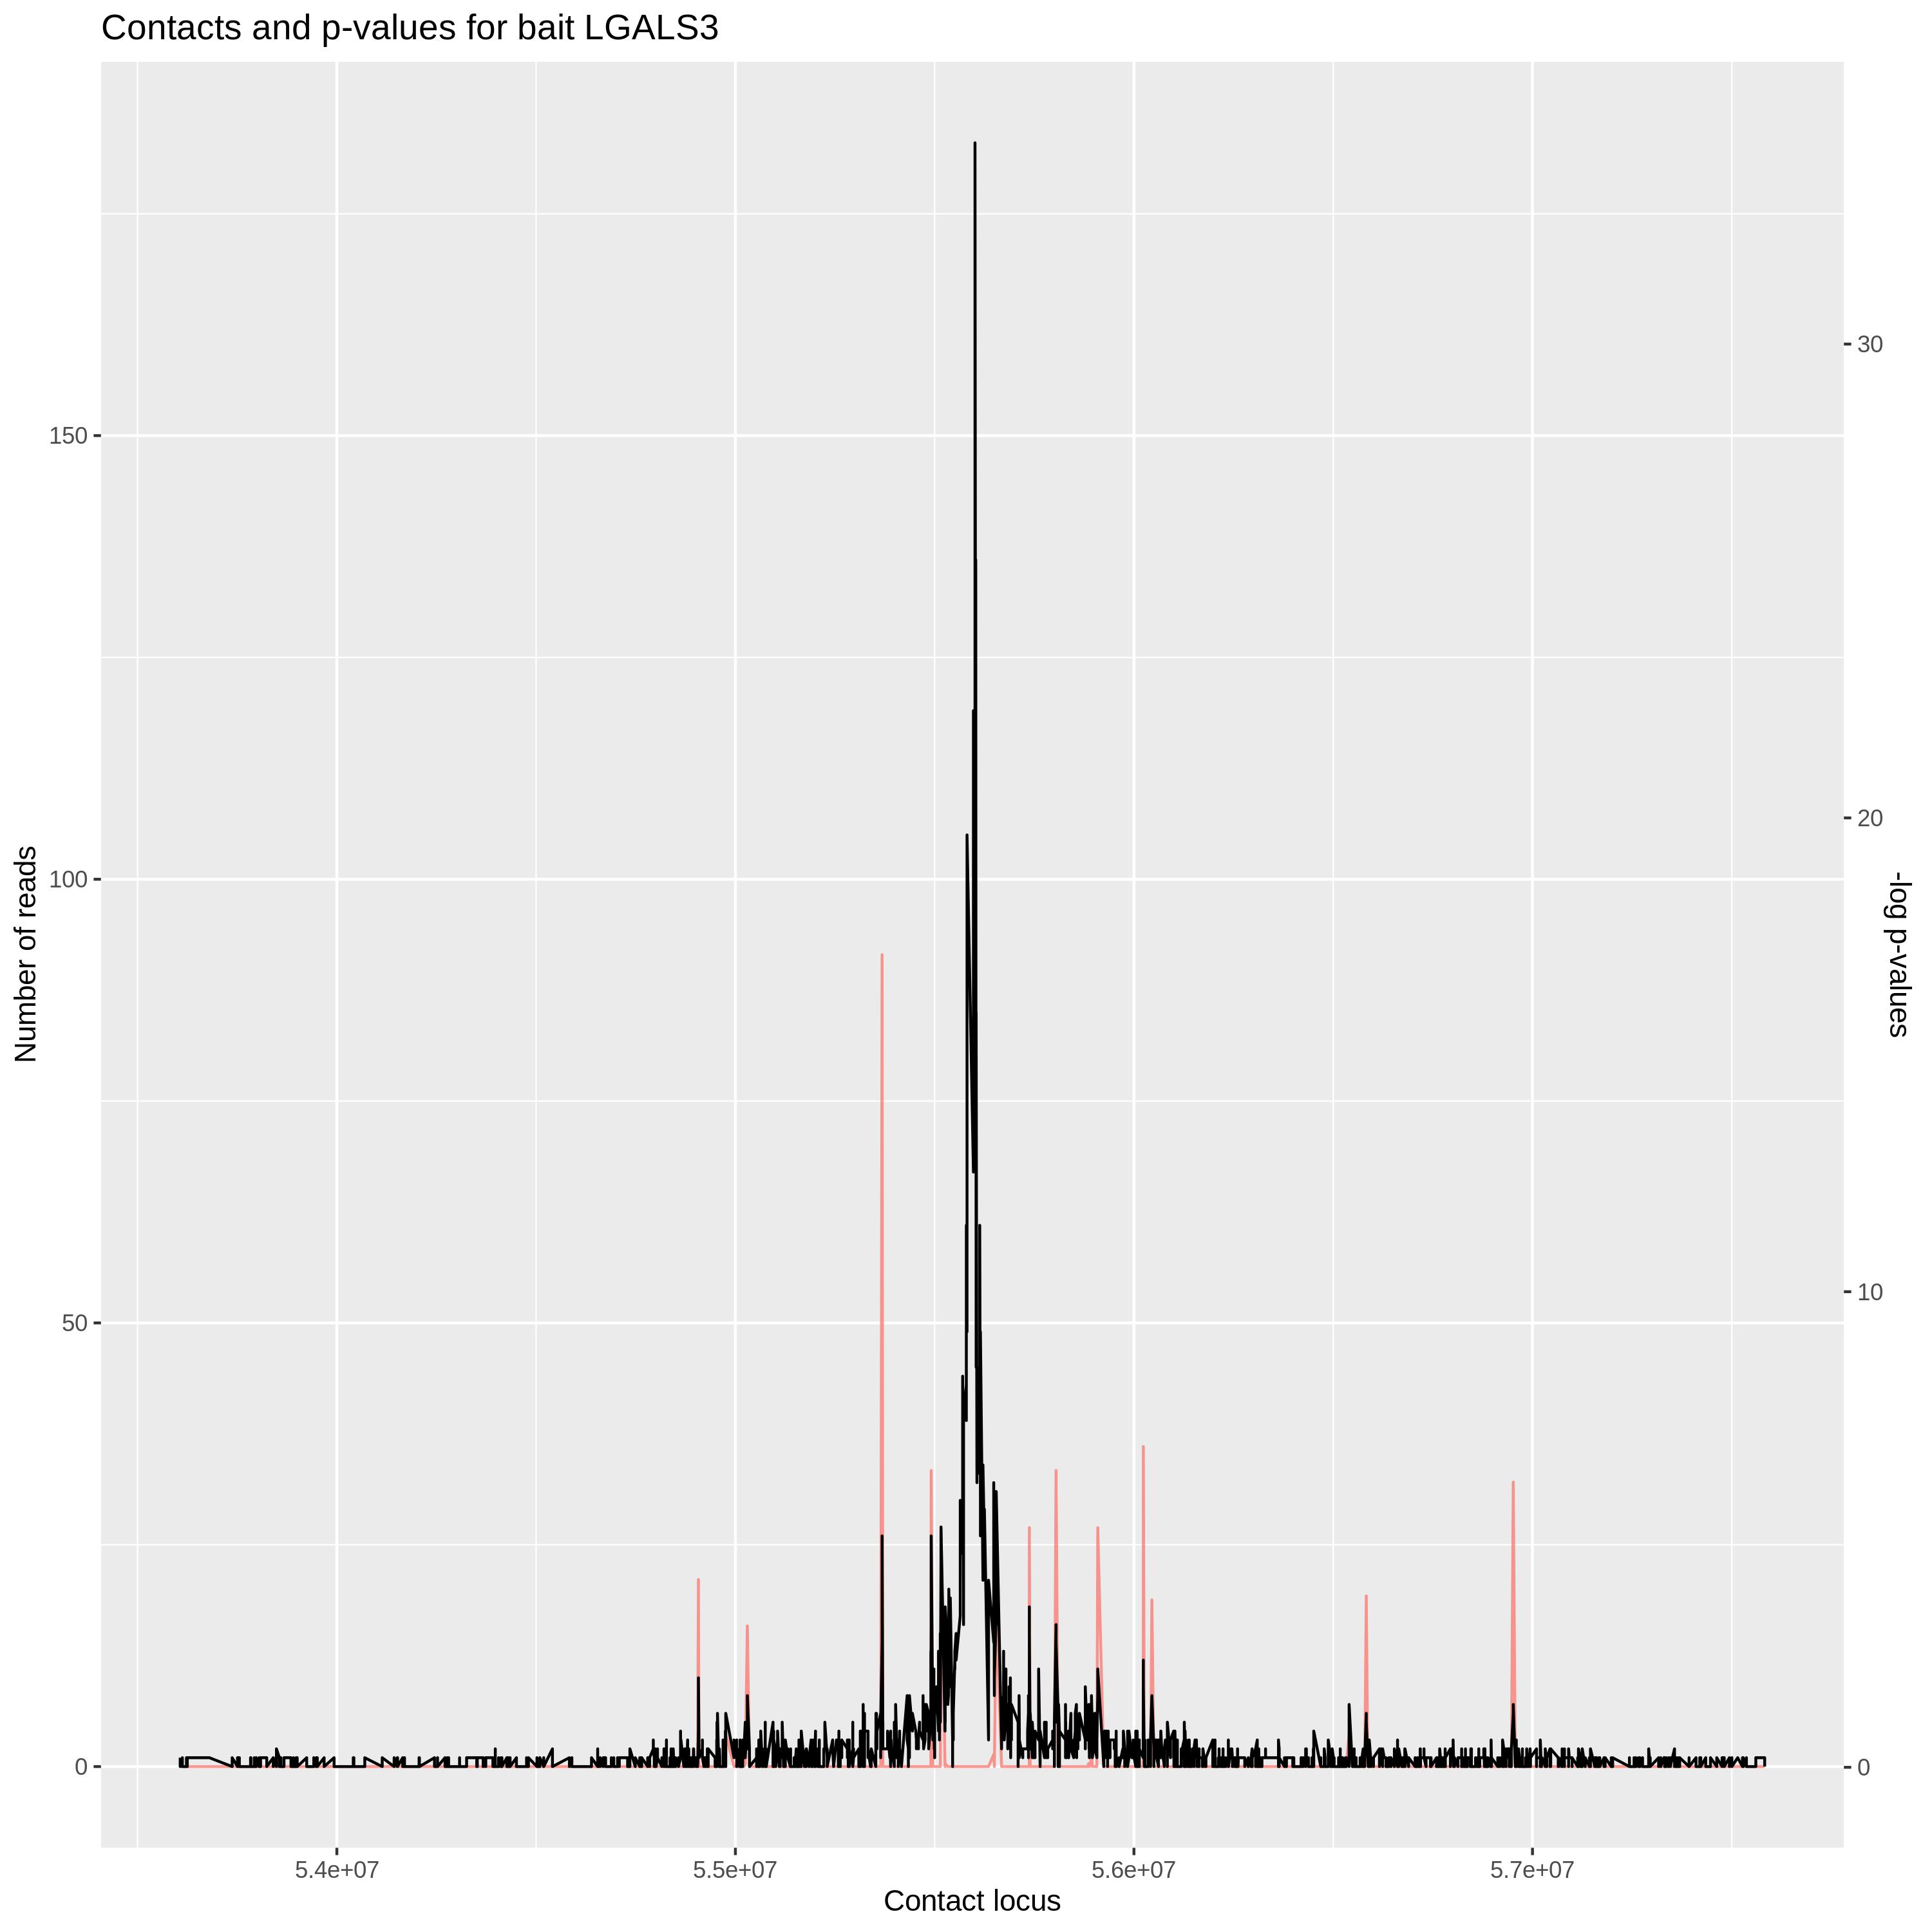 Contacts and p-values for bait LGALS3
Number of reads
150
100
50
0
30
20
10
0
-log p-values
5.4e+07 5.5e+07 5.6e+07 5.7e+07
Contact locus